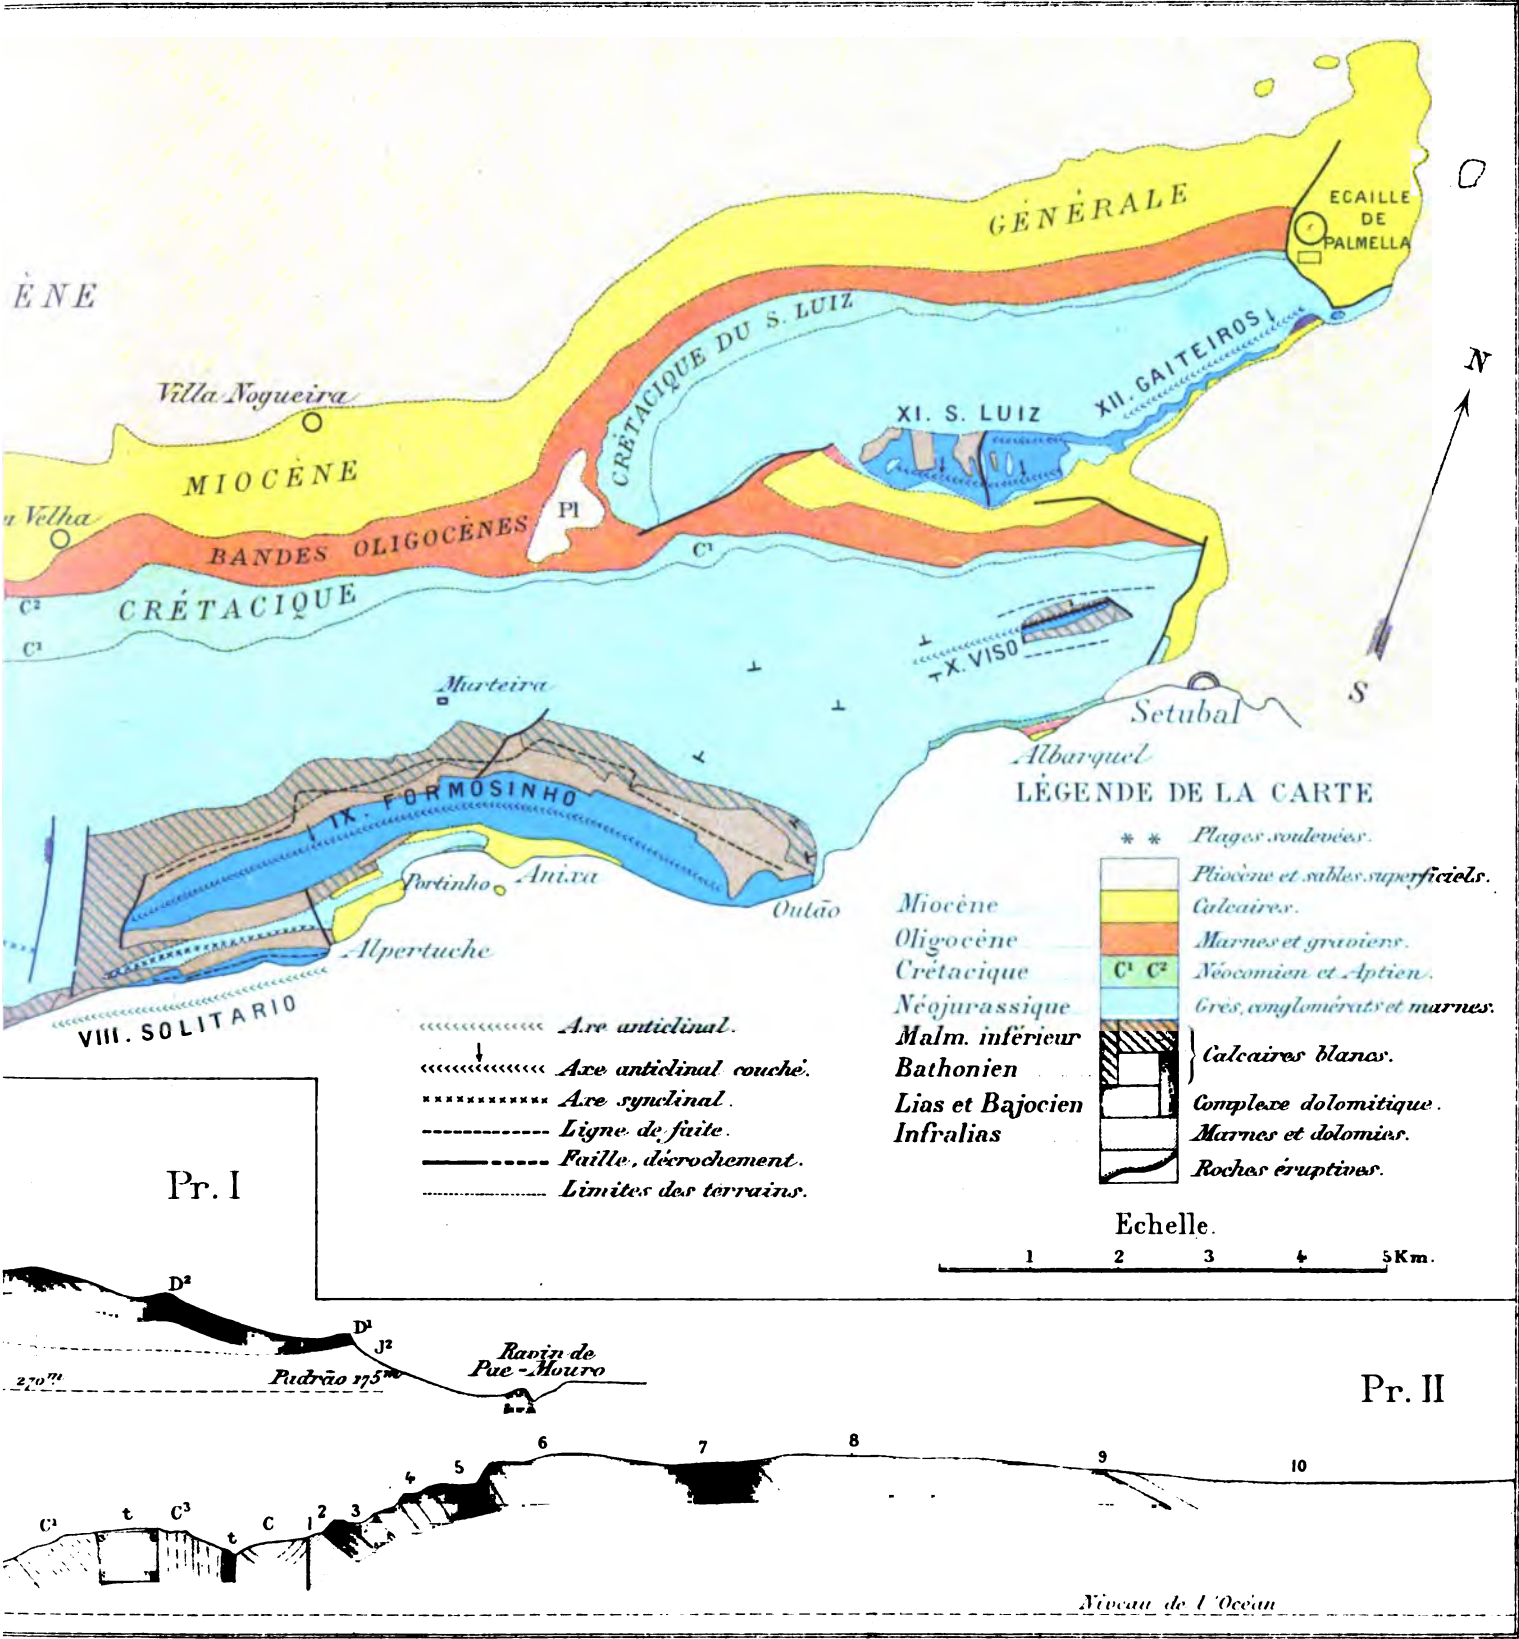 GÉNÉRALE
ECAILLE
DE
PALMELLA
ÈNE
CRÉTACIQUE DU S. LUIZ
XII. GAITEIROS
N
Villa Nogueira
XI. S. LUIZ
MIOCÈNE
Pl
a Velha
BANDES OLIGOCÈNES
C¹
C²
CRÉTACIQUE
C¹
X. VISO
Murteira
S
Setubal
Albarquel
IX. FORMOSINHO
Portinho
Anixa
Outão
Alpertuche
VIII. SOLITARIO
LÉGENDE DE LA CARTE
Plages soulevées.
Pliocène et sables superficiels.
Miocène Calcaires.
Oligocène Marnes et graviers.
Crétacique C¹ C² Néocomien et Aptien.
Néojurassique Grès, conglomérats et marnes.
Malm. inférieur
Calcaires blancs.
Bathonien
Lias et Bajocien Complexe dolomitique.
Infralias Marnes et dolomies.
Roches éruptives.
Axe anticlinal.
Axe anticlinal couché.
Axe synclinal.
Ligne de faite.
Faille, décrochement.
Limites des terrains.
Echelle.
1 2 3 4 5 Km.
Pr. I
D²
D¹
J²
270ᵐ
Padrão 175ᵐ
Ravin de
Pae-Mouro
Pr. II
C² t C³ t C 1 2 3 4 5 6 7 8 9 10
Niveau de l'Océan